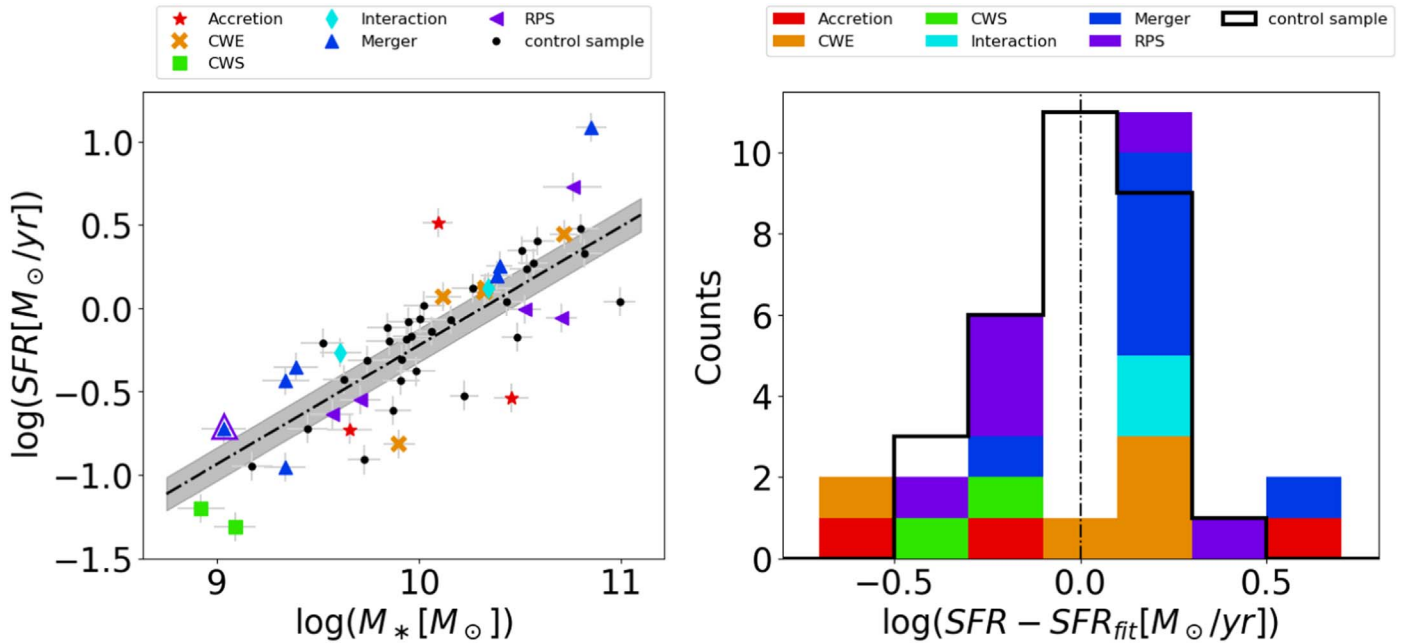 Accretion Interaction RPS
CWE Merger control sample
CWS
1.0
0.5
0.0
−0.5
−1.0
−1.5
log(SFR[M⊙/yr])
9 10 11
log(M*[M⊙])
Accretion CWS Merger control sample
CWE Interaction RPS
10
8
6
4
2
0
Counts
−0.5 0.0 0.5
log(SFR − SFRfit[M⊙/yr])